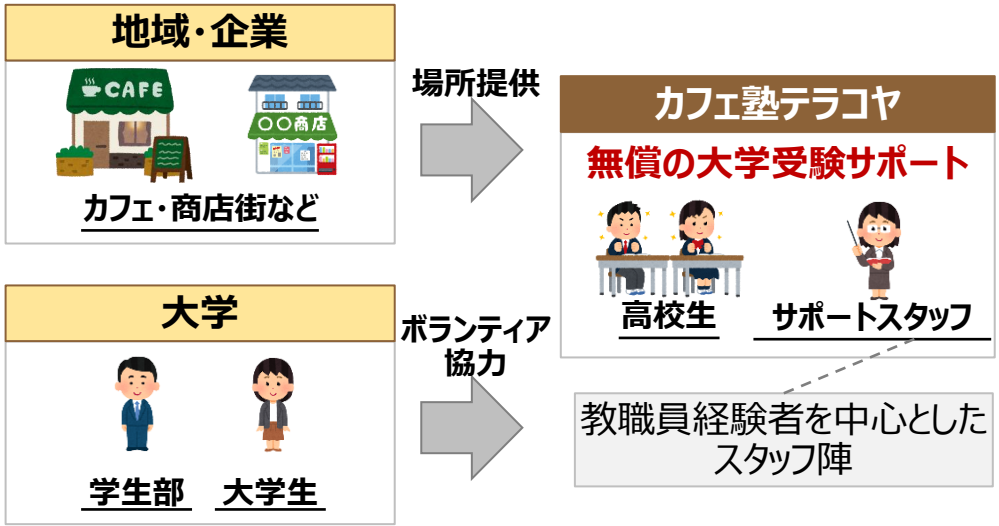 地域・企業
CAFE
〇〇商店
カフェ・商店街など
場所提供
大学
学生部
大学生
ボランティア
協力
カフェ塾テラコヤ
無償の大学受験サポート
高校生
サポートスタッフ
教職員経験者を中心とした
スタッフ陣